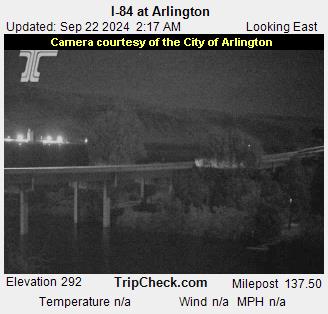 I-84 at Arlington
Updated: Sep 22 2024 2:17 AM Looking East
Camera courtesy of the City of Arlington
Elevation 292 TripCheck.com Milepost 137.50
Temperature n/a Wind n/a MPH n/a